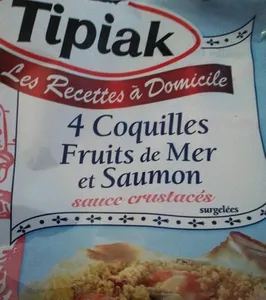 Tipiak
Les Recettes à Domicile
4 Coquilles
Fruits de Mer
et Saumon
sauce crustacés
surgelées